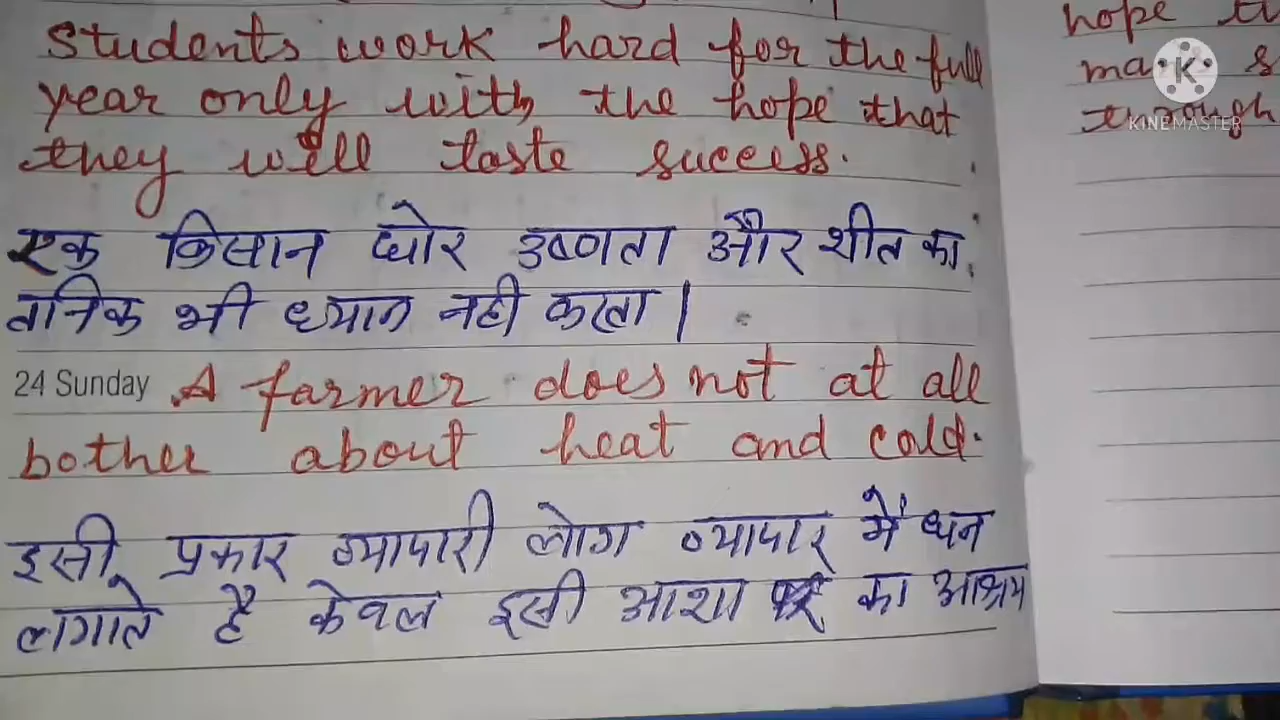 students work hard for the full
year only with the hope that
they will taste success.
एक किसान घोर उष्णता और शीत का
तनिक भी ध्यान नही करता।
24 Sunday A farmer does not at all
bother about heat and cold.
इसी प्रकार व्यापारी लोग व्यापार में धन
लगाते है केवल इसी आशा का आश्रय
hope
through
KINEMASTER